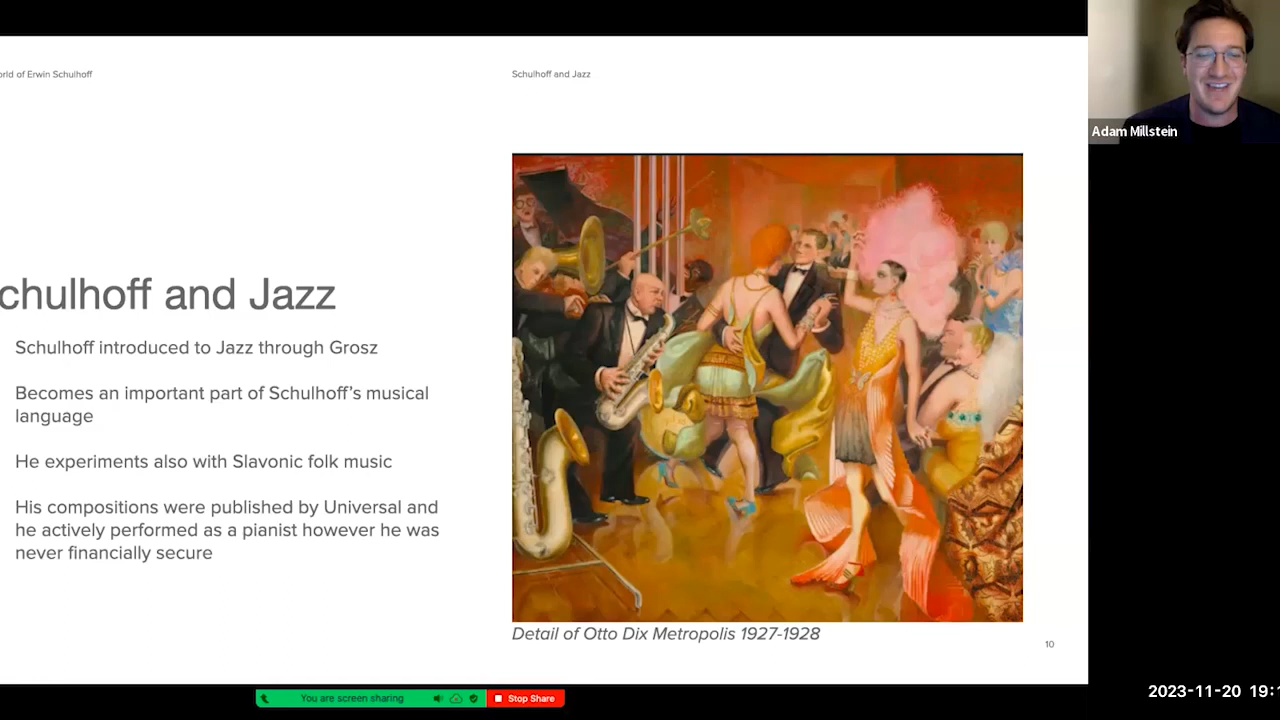 orld of Erwin Schulhoff
Schulhoff and Jazz
Adam Millstein
chulhoff and Jazz
Schulhoff introduced to Jazz through Grosz
Becomes an important part of Schulhoff's musical
language
He experiments also with Slavonic folk music
His compositions were published by Universal and
he actively performed as a pianist however he was
never financially secure
Detail of Otto Dix Metropolis 1927-1928
10
You are screen sharing
Stop Share
2023-11-20 19:1